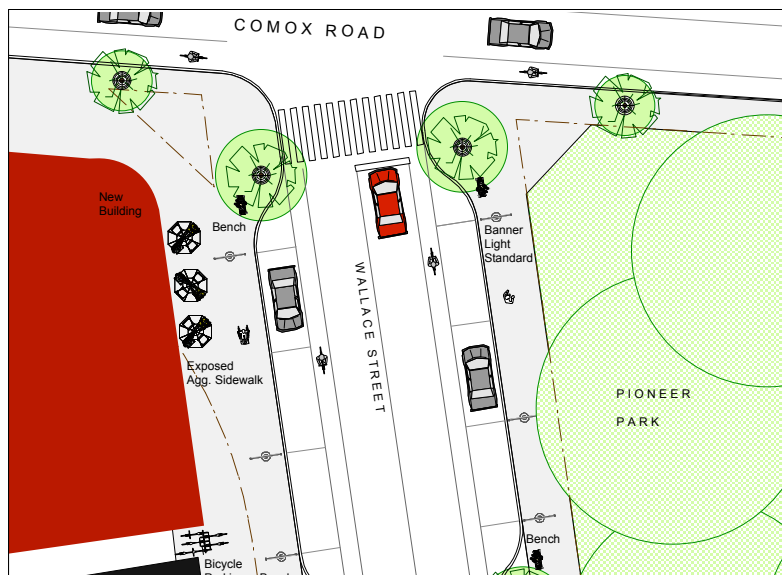 COMOX ROAD
New
Building
Bench
Banner
Light
Standard
WALLACE STREET
Exposed
Agg. Sidewalk
PIONEER
PARK
Bench
Bicycle